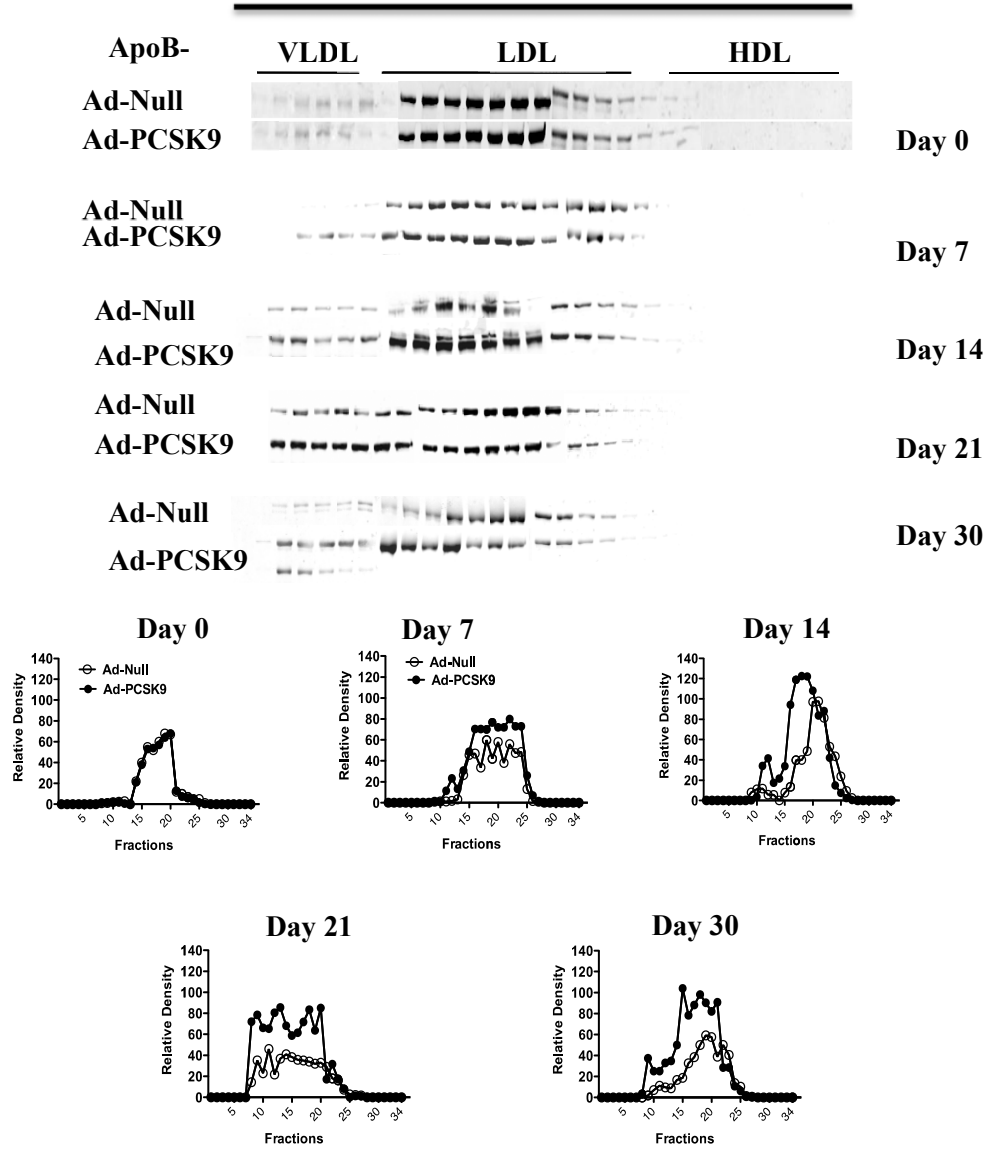 ApoB- VLDL LDL HDL
Ad-Null
Ad-PCSK9 Day 0
Ad-Null
Ad-PCSK9 Day 7
Ad-Null
Ad-PCSK9 Day 14
Ad-Null
Ad-PCSK9 Day 21
Ad-Null
Ad-PCSK9 Day 30
Day 0 Day 7 Day 14
140 120 100 80 60 40 20 0
Relative Density
Ad-Null
Ad-PCSK9
5 10 15 20 25 30 34
Fractions
140 120 100 80 60 40 20 0
Relative Density
Ad-Null
Ad-PCSK9
5 10 15 20 25 30 34
Fractions
140 120 100 80 60 40 20 0
Relative Density
5 10 15 20 25 30 34
Fractions
Day 21 Day 30
140 120 100 80 60 40 20 0
Relative Density
5 10 15 20 25 30 34
Fractions
140 120 100 80 60 40 20 0
Relative Density
5 10 15 20 25 30 34
Fractions